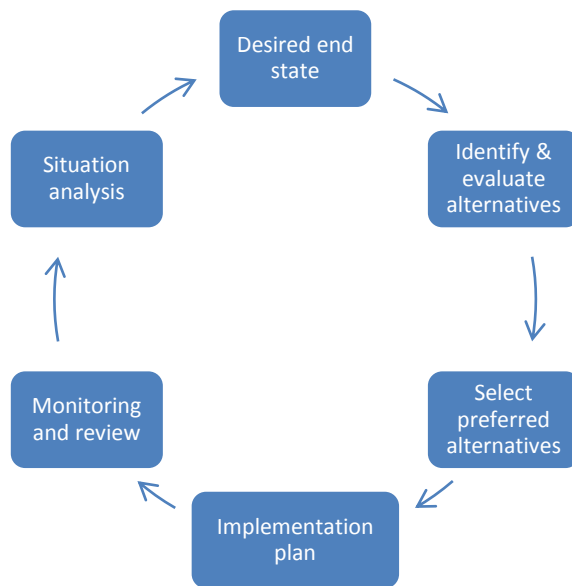 Desired end
state
Identify &
evaluate
alternatives
Select
preferred
alternatives
Implementation
plan
Monitoring
and review
Situation
analysis